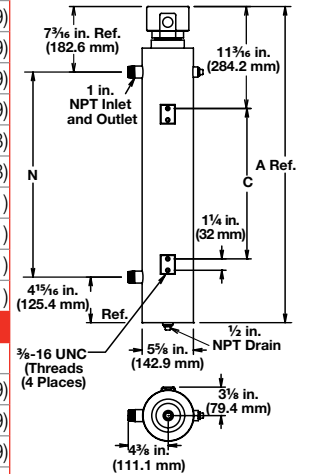 7³⁄₁₆ in. Ref.
(182.6 mm)
11³⁄₁₆ in.
(284.2 mm)
1 in.
NPT Inlet
and Outlet
A Ref.
N
C
1¼ in.
(32 mm)
4¹⁵⁄₁₆ in.
(125.4 mm)
Ref.
½ in.
NPT Drain
⅜-16 UNC
(Threads
(4 Places)
5⅝ in.
(142.9 mm)
3⅛ in.
(79.4 mm)
4⅜ in.
(111.1 mm)